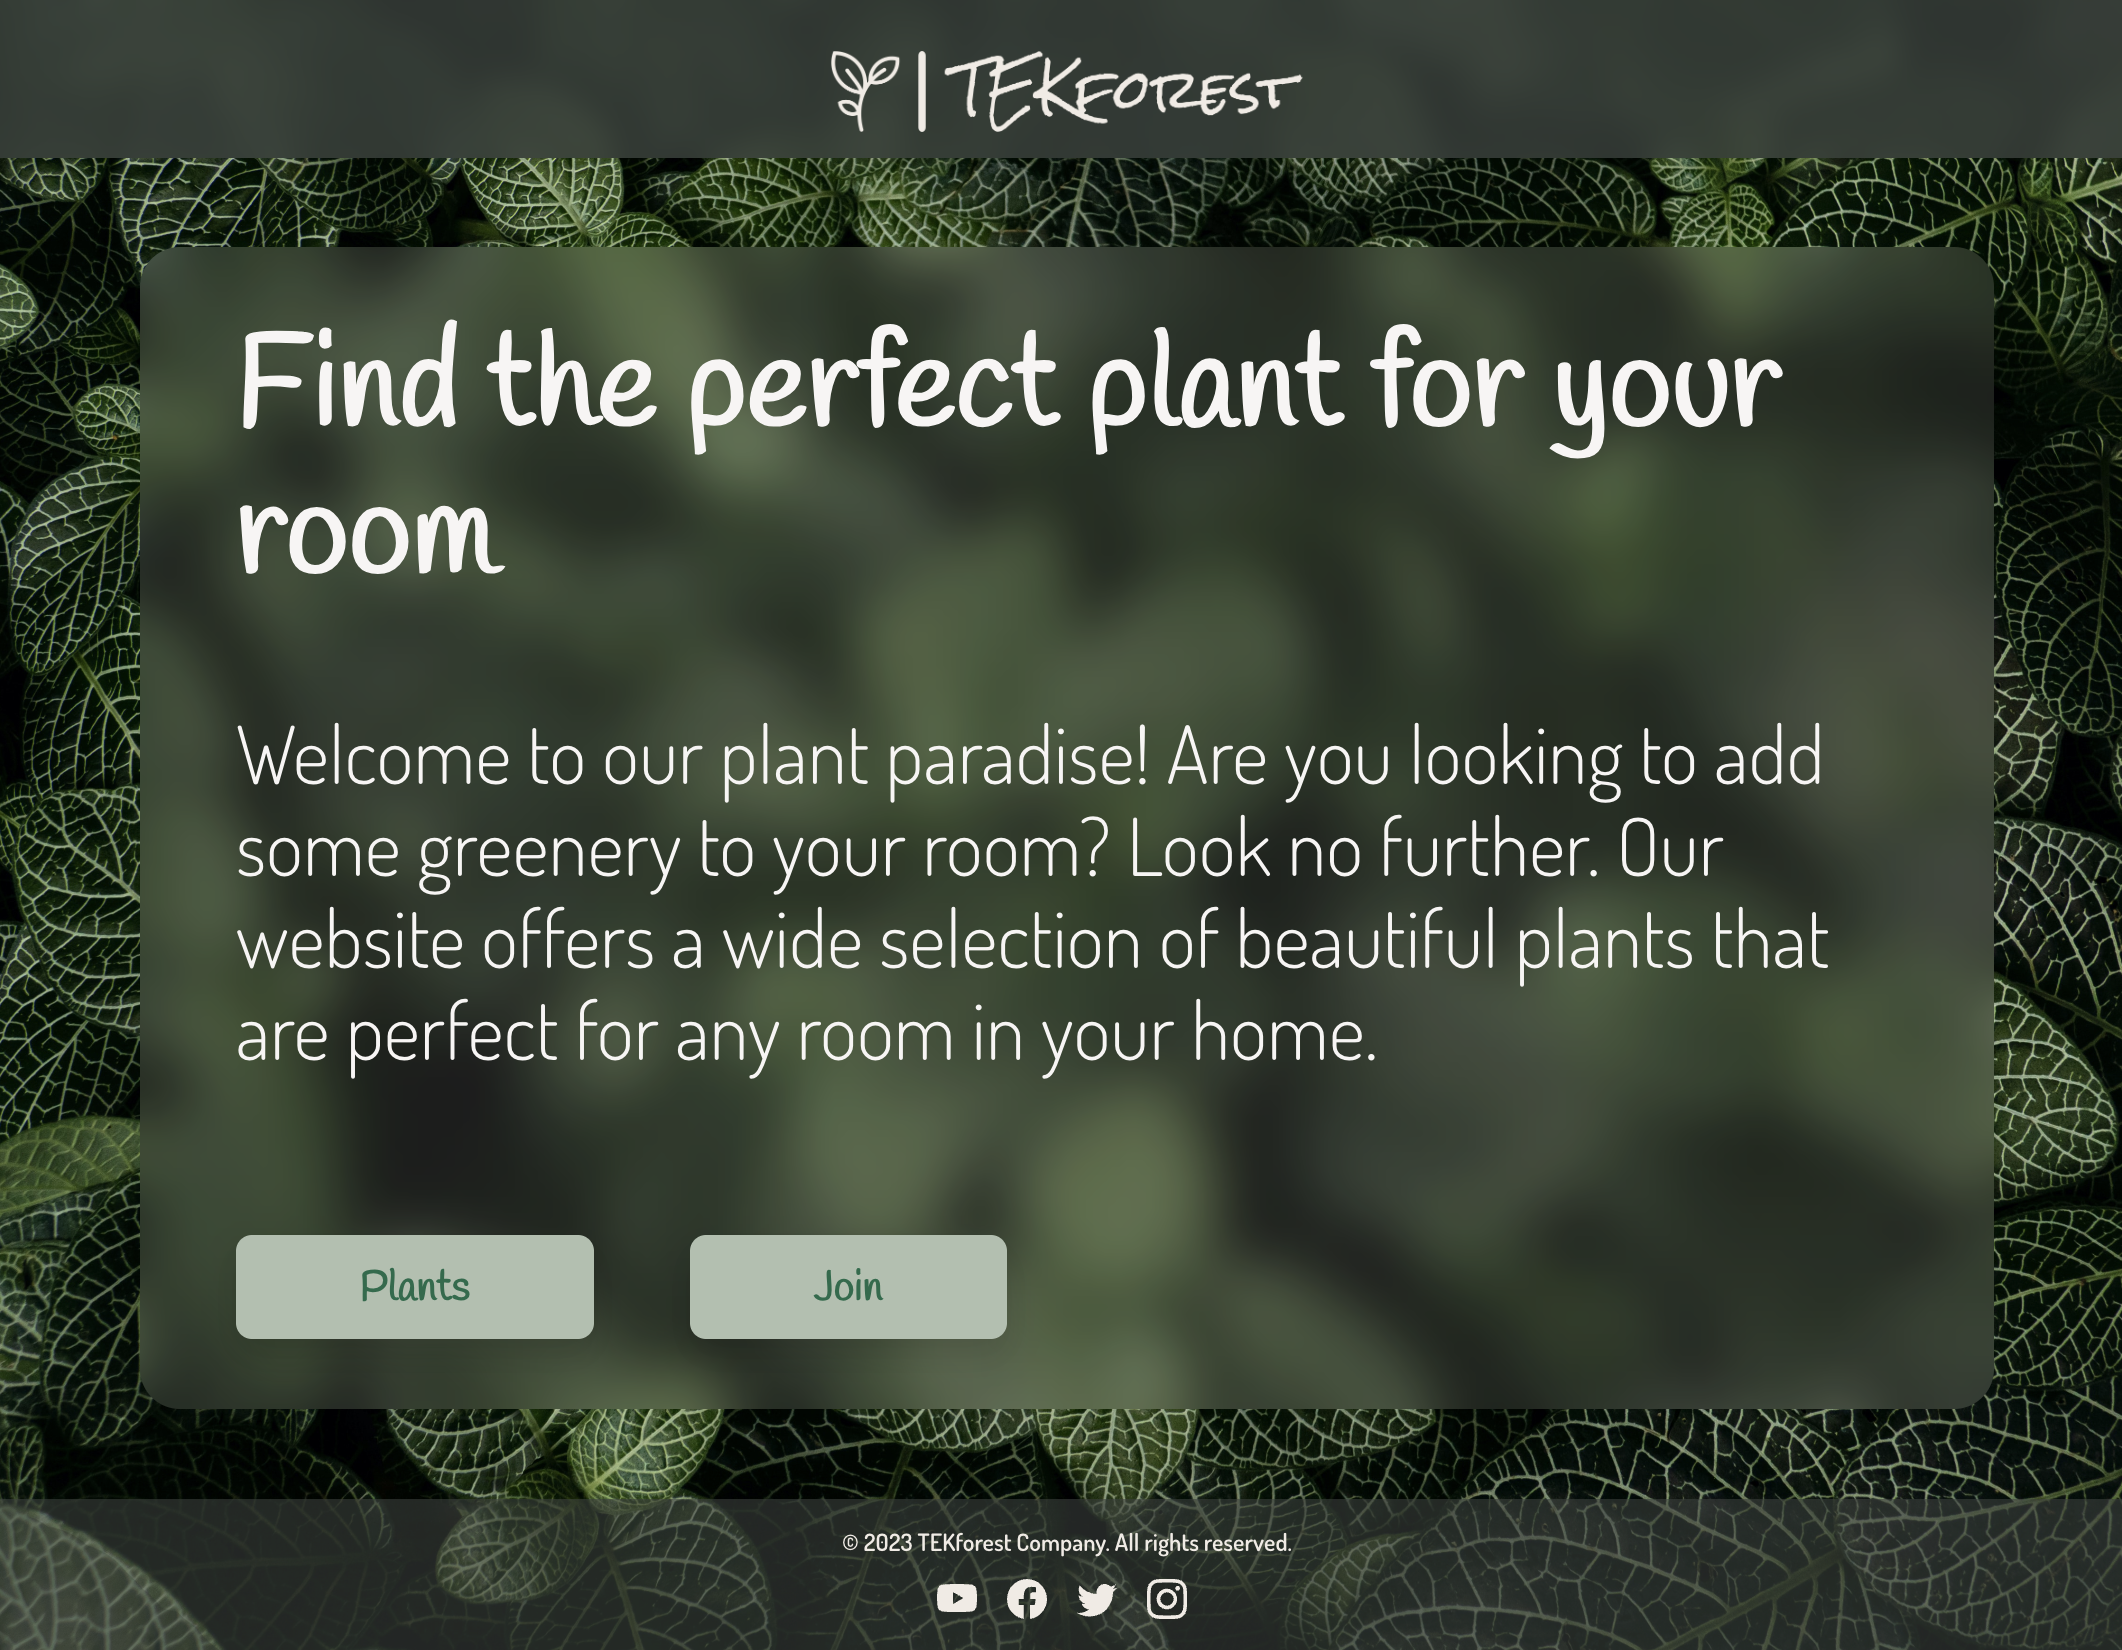 TEKFOREST
Find the perfect plant for your
room
Welcome to our plant paradise! Are you looking to add
some greenery to your room? Look no further. Our
website offers a wide selection of beautiful plants that
are perfect for any room in your home.
Plants
Join
© 2023 TEKforest Company. All rights reserved.